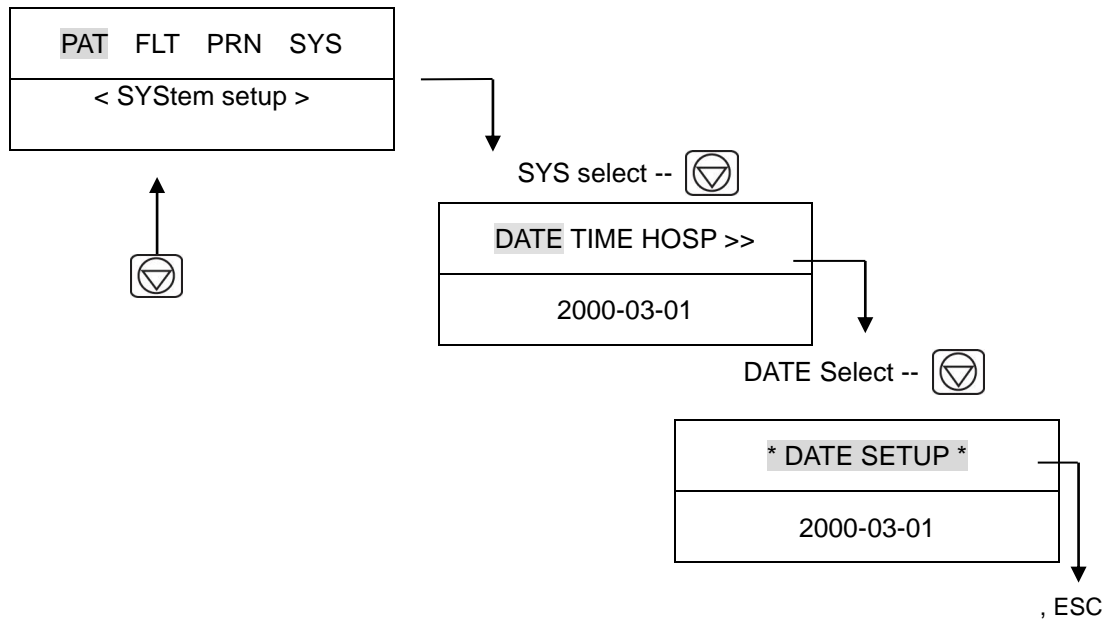 PAT FLT PRN SYS
< SYStem setup >
SYS select --
DATE TIME HOSP >>
2000-03-01
DATE Select --
* DATE SETUP *
2000-03-01
, ESC